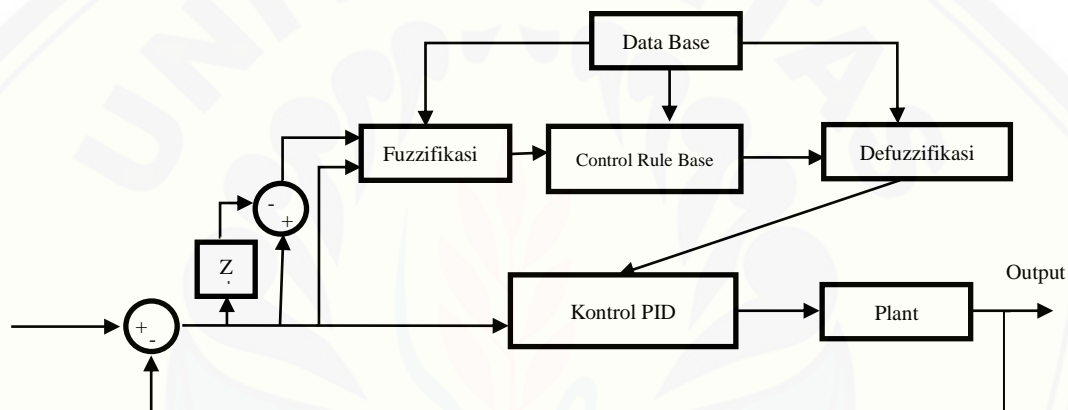 Data Base
Fuzzifikasi
Control Rule Base
Defuzzifikasi
-
+
Z
Output
Kontrol PID
Plant
+
-